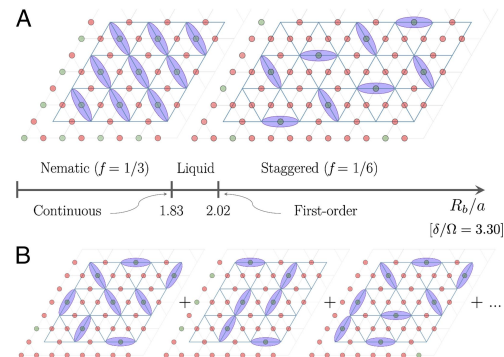 A
Nematic (f = 1/3) Liquid Staggered (f = 1/6)
Continuous 1.83 2.02 First-order R_b/a
[δ/Ω = 3.30]
B
+ + + ...